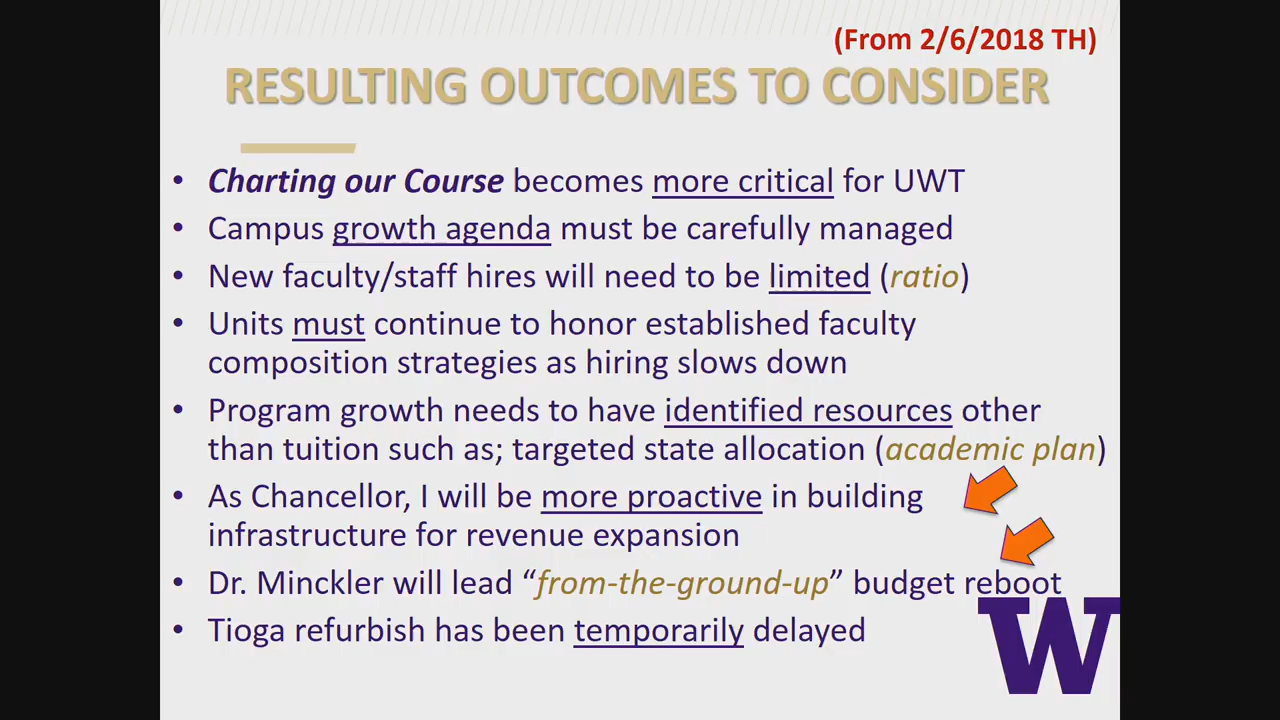 (From 2/6/2018 TH)
RESULTING OUTCOMES TO CONSIDER
• Charting our Course becomes more critical for UWT
• Campus growth agenda must be carefully managed
• New faculty/staff hires will need to be limited (ratio)
• Units must continue to honor established faculty
composition strategies as hiring slows down
• Program growth needs to have identified resources other
than tuition such as; targeted state allocation (academic plan)
• As Chancellor, I will be more proactive in building
infrastructure for revenue expansion
• Dr. Minckler will lead “from-the-ground-up” budget reboot
• Tioga refurbish has been temporarily delayed
W